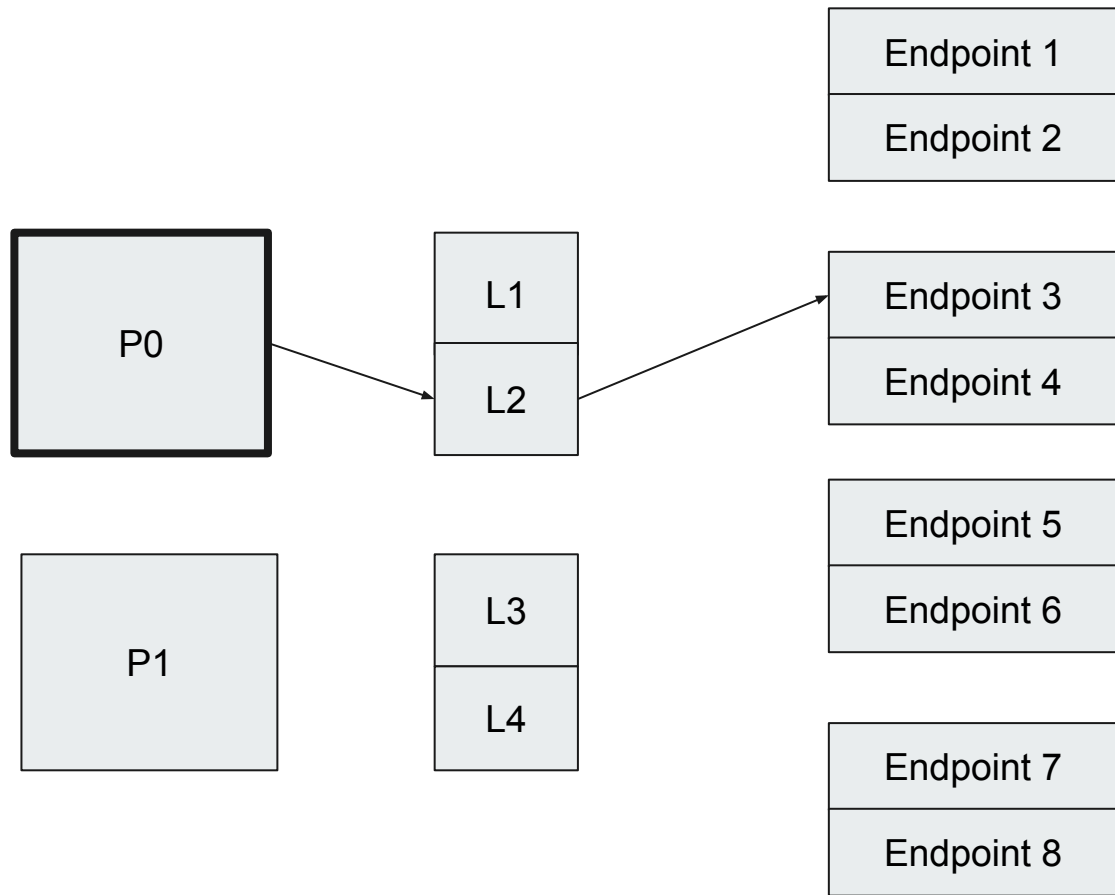 P0
P1
L1
L2
L3
L4
Endpoint 1
Endpoint 2
Endpoint 3
Endpoint 4
Endpoint 5
Endpoint 6
Endpoint 7
Endpoint 8